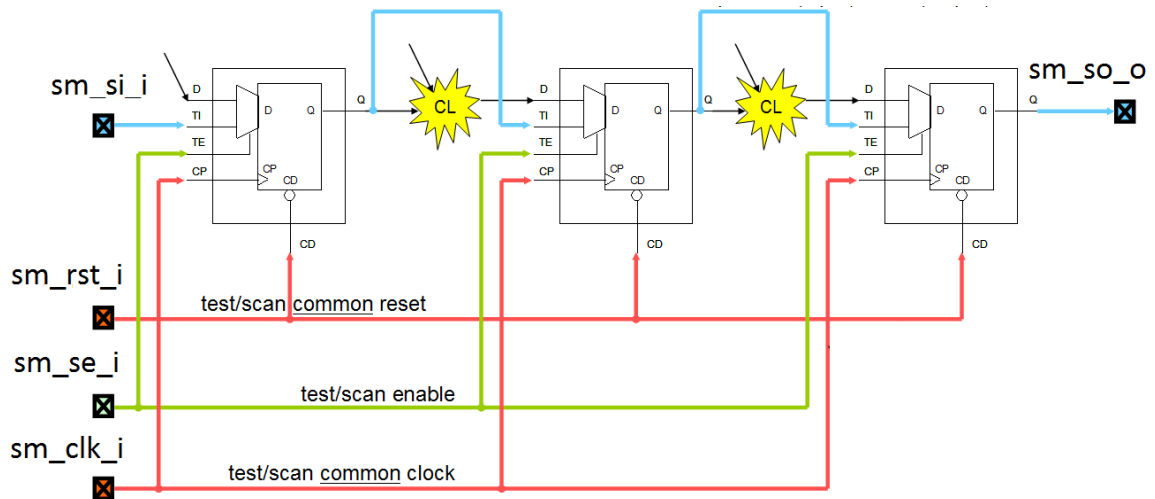 sm_si_i
D
TI
TE
CP
D
Q
CP
CD
CD
Q
CL
D
TI
TE
CP
D
Q
CP
CD
CD
Q
CL
D
TI
TE
CP
D
Q
CP
CD
CD
Q
sm_so_o
sm_rst_i
test/scan common reset
sm_se_i
test/scan enable
sm_clk_i
test/scan common clock